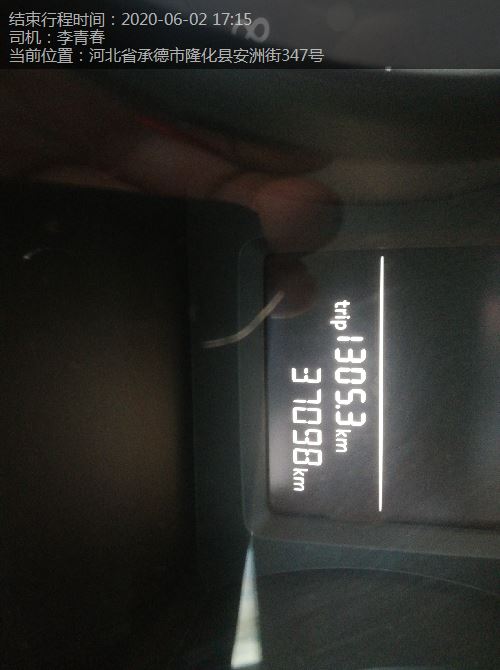 结束行程时间：2020-06-02 17:15
司机：李青春
当前位置：河北省承德市隆化县安洲街347号
trip 1305.3 km
37098 km